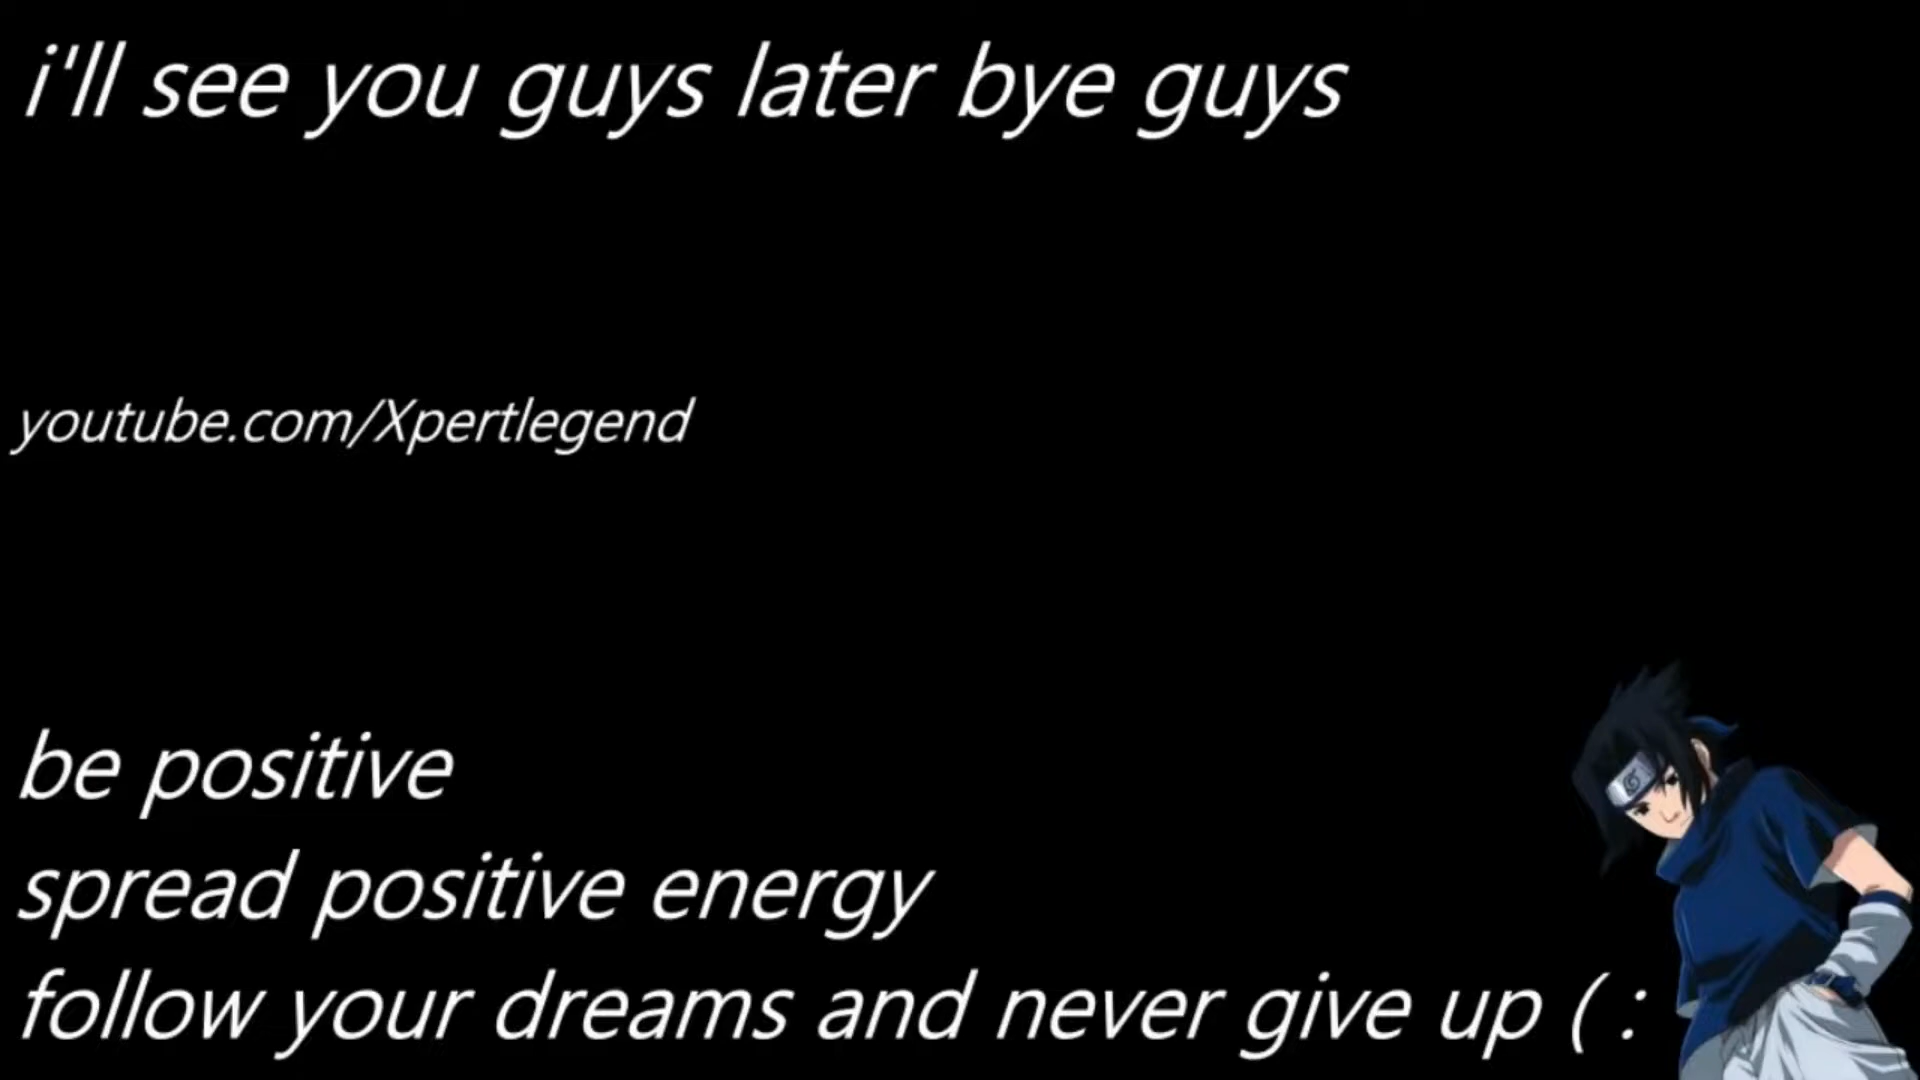 i'll see you guys later bye guys
youtube.com/Xpertlegend
be positive
spread positive energy
follow your dreams and never give up ( :